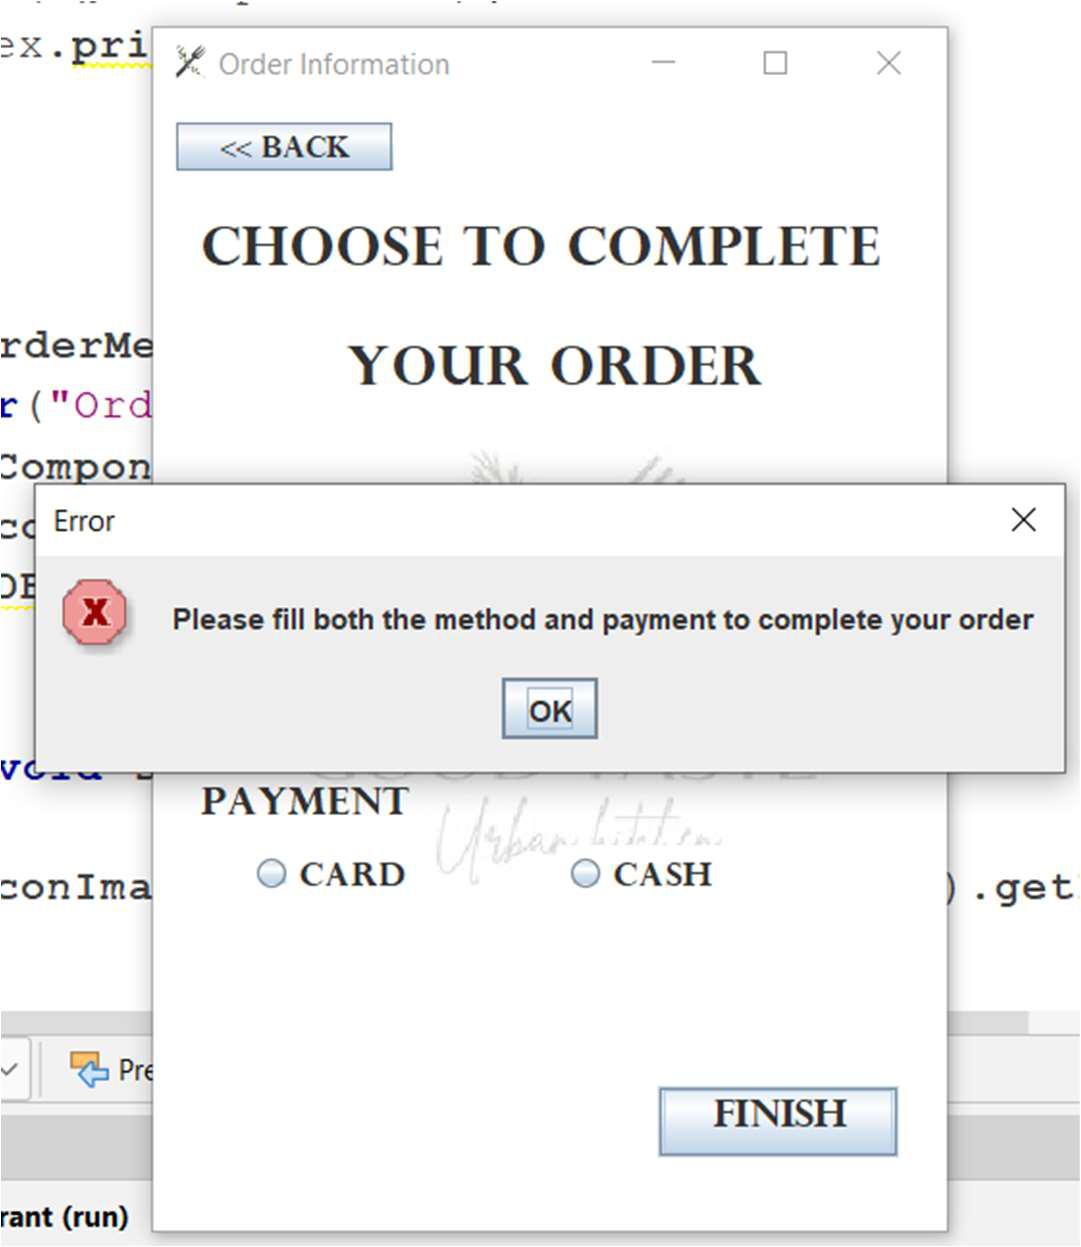 ex.pri
Order Information
<< BACK
CHOOSE TO COMPLETE
YOUR ORDER
rderMe
r("Ord
Compon
Error
Please fill both the method and payment to complete your order
OK
void
GOOD TASTE
PAYMENT
Urban kitchen
CARD
CASH
conIma
).get
FINISH
Pre
rant (run)